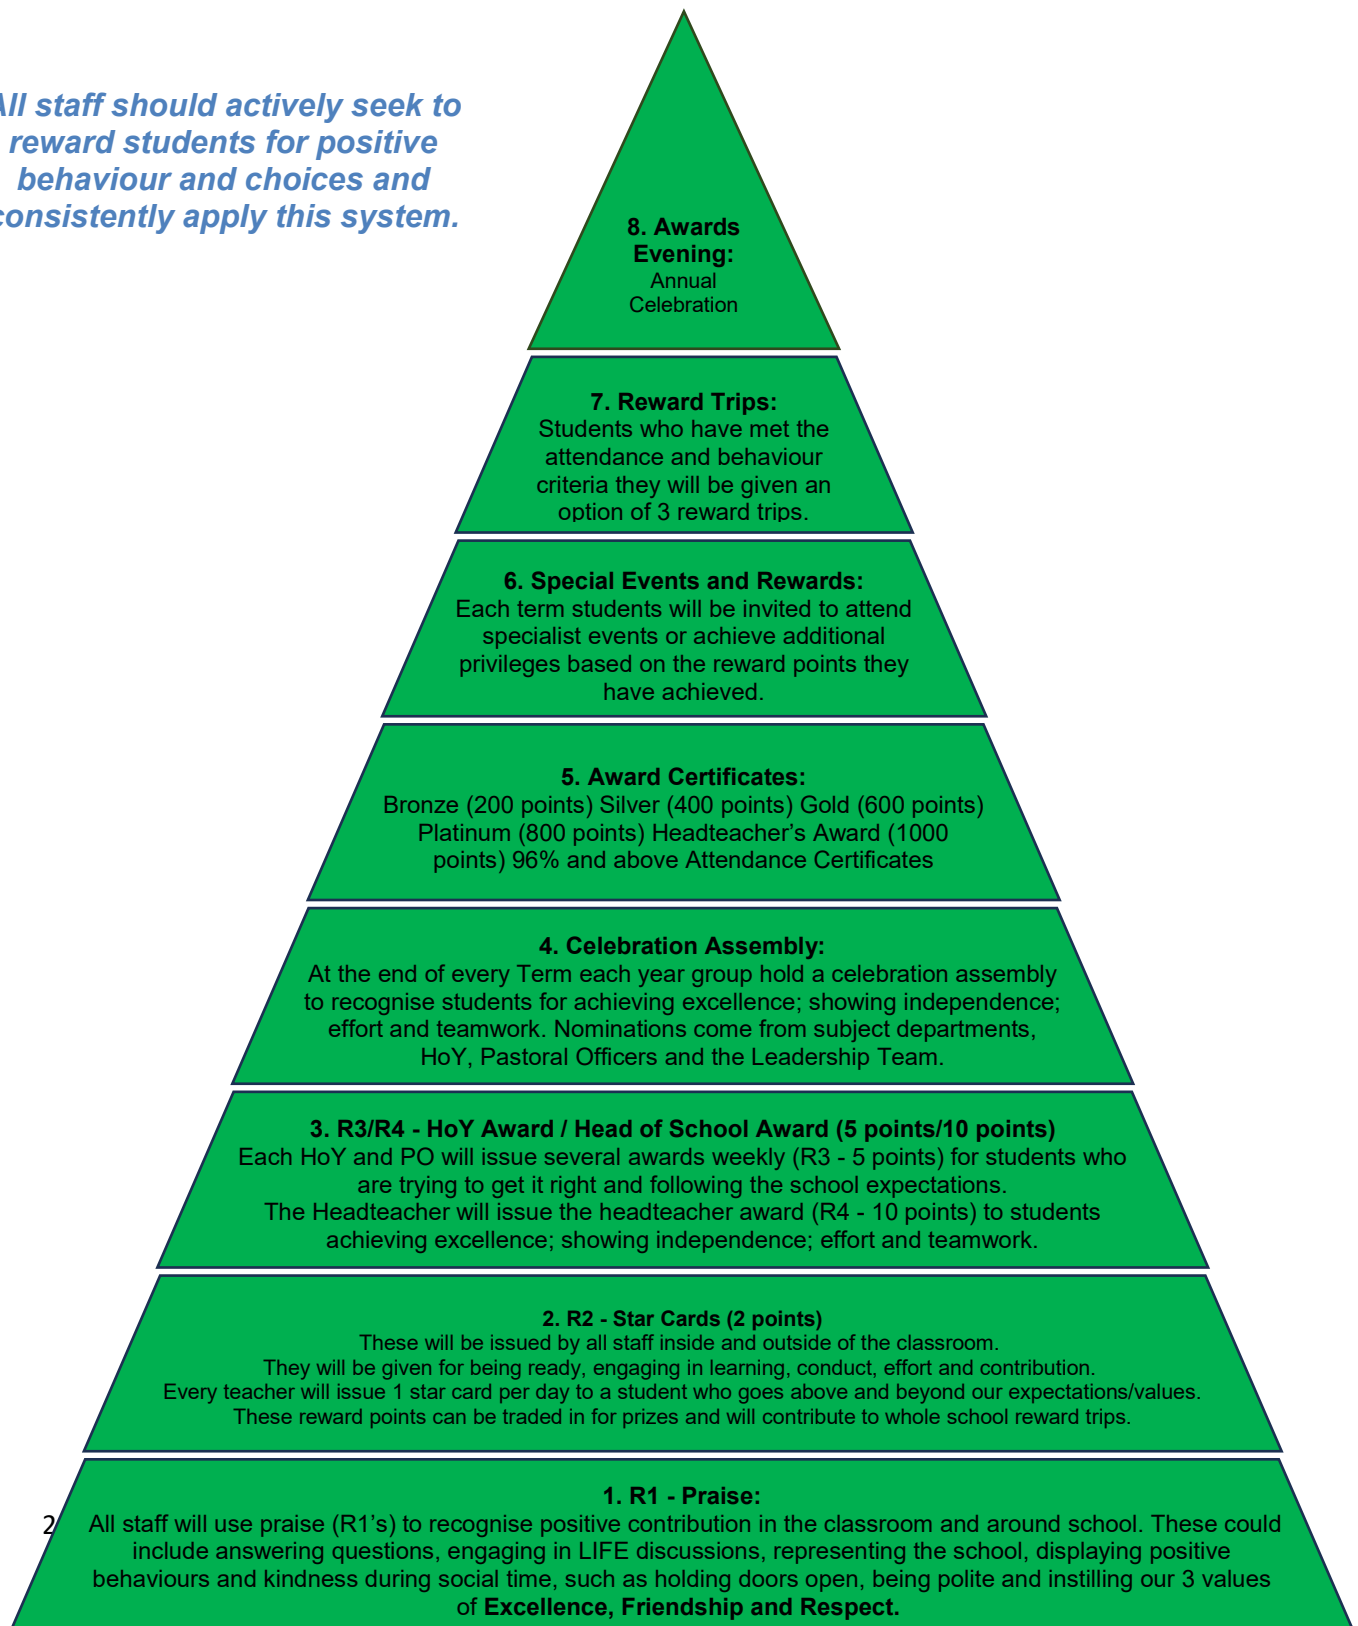 All staff should actively seek to
reward students for positive
behaviour and choices and
consistently apply this system.
8. Awards
Evening:
Annual
Celebration
7. Reward Trips:
Students who have met the
attendance and behaviour
criteria they will be given an
option of 3 reward trips.
6. Special Events and Rewards:
Each term students will be invited to attend
specialist events or achieve additional
privileges based on the reward points they
have achieved.
5. Award Certificates:
Bronze (200 points) Silver (400 points) Gold (600 points)
Platinum (800 points) Headteacher’s Award (1000
points) 96% and above Attendance Certificates
4. Celebration Assembly:
At the end of every Term each year group hold a celebration assembly
to recognise students for achieving excellence; showing independence;
effort and teamwork. Nominations come from subject departments,
HoY, Pastoral Officers and the Leadership Team.
3. R3/R4 - HoY Award / Head of School Award (5 points/10 points)
Each HoY and PO will issue several awards weekly (R3 - 5 points) for students who
are trying to get it right and following the school expectations.
The Headteacher will issue the headteacher award (R4 - 10 points) to students
achieving excellence; showing independence; effort and teamwork.
2. R2 - Star Cards (2 points)
These will be issued by all staff inside and outside of the classroom.
They will be given for being ready, engaging in learning, conduct, effort and contribution.
Every teacher will issue 1 star card per day to a student who goes above and beyond our expectations/values.
These reward points can be traded in for prizes and will contribute to whole school reward trips.
1. R1 - Praise:
2
All staff will use praise (R1’s) to recognise positive contribution in the classroom and around school. These could
include answering questions, engaging in LIFE discussions, representing the school, displaying positive
behaviours and kindness during social time, such as holding doors open, being polite and instilling our 3 values
of Excellence, Friendship and Respect.